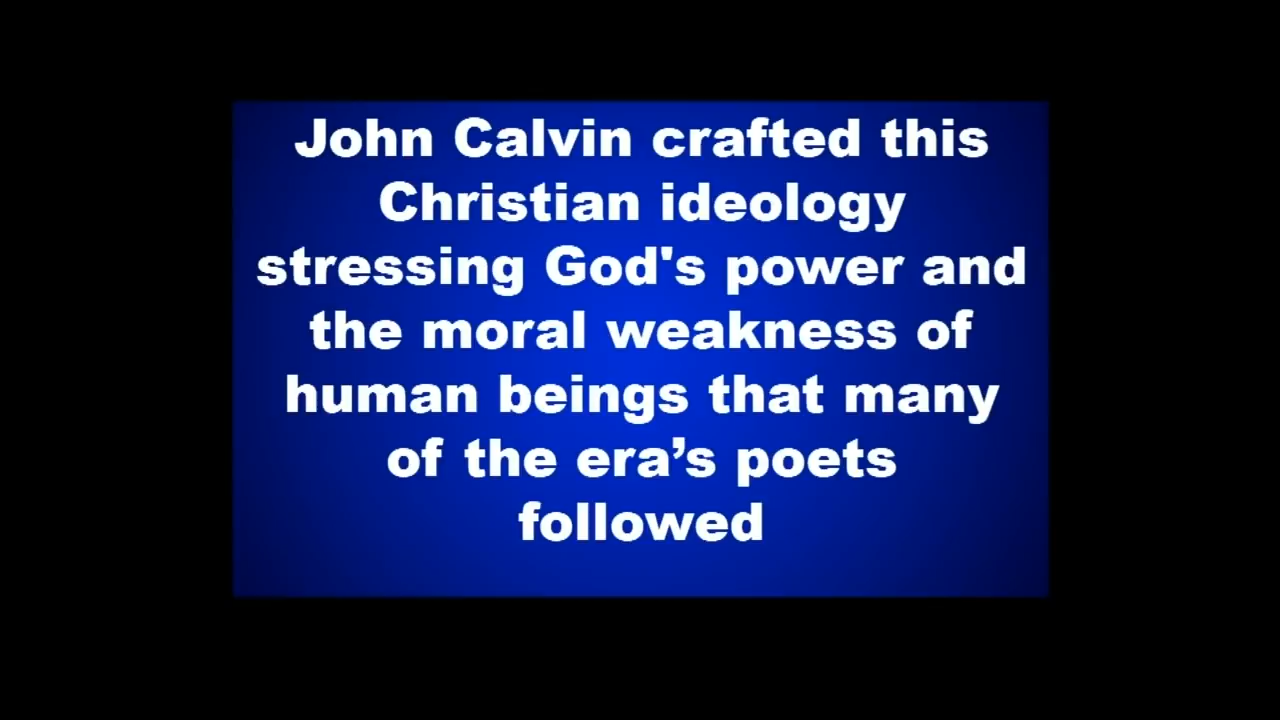 John Calvin crafted this
Christian ideology
stressing God's power and
the moral weakness of
human beings that many
of the era’s poets
followed